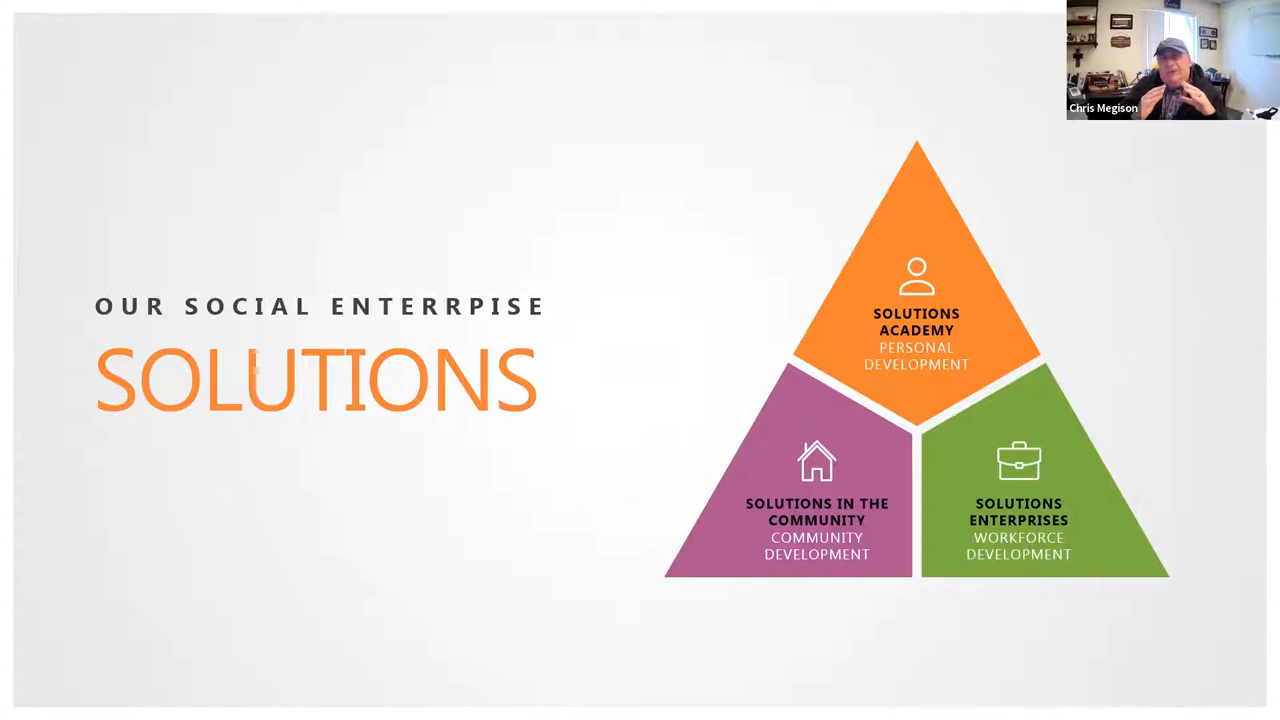 Chris Megison
OUR SOCIAL ENTERRPISE
SOLUTIONS
SOLUTIONS
ACADEMY
PERSONAL
DEVELOPMENT
SOLUTIONS IN THE
COMMUNITY
COMMUNITY
DEVELOPMENT
SOLUTIONS
ENTERPRISES
WORKFORCE
DEVELOPMENT